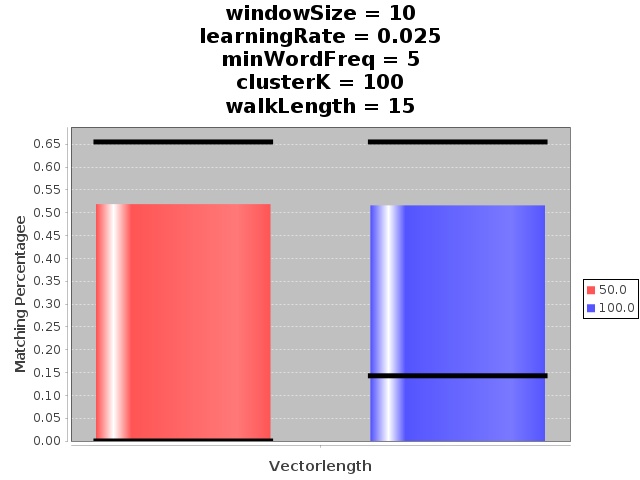 windowSize = 10
learningRate = 0.025
minWordFreq = 5
clusterK = 100
walkLength = 15
0.65
0.60
0.55
0.50
0.45
0.40
0.35
0.30
0.25
0.20
0.15
0.10
0.05
0.00
Matching Percentagee
Vectorlength
50.0
100.0